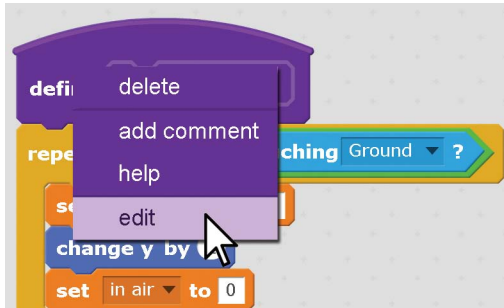 defi
delete
add comment
repe
ching Ground ?
help
se
edit
change y by
set in air to 0